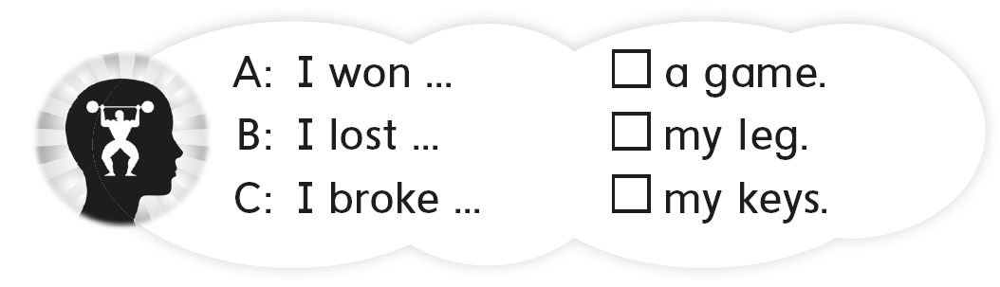 A: I won ... a game.
B: I lost ... my leg.
C: I broke ... my keys.